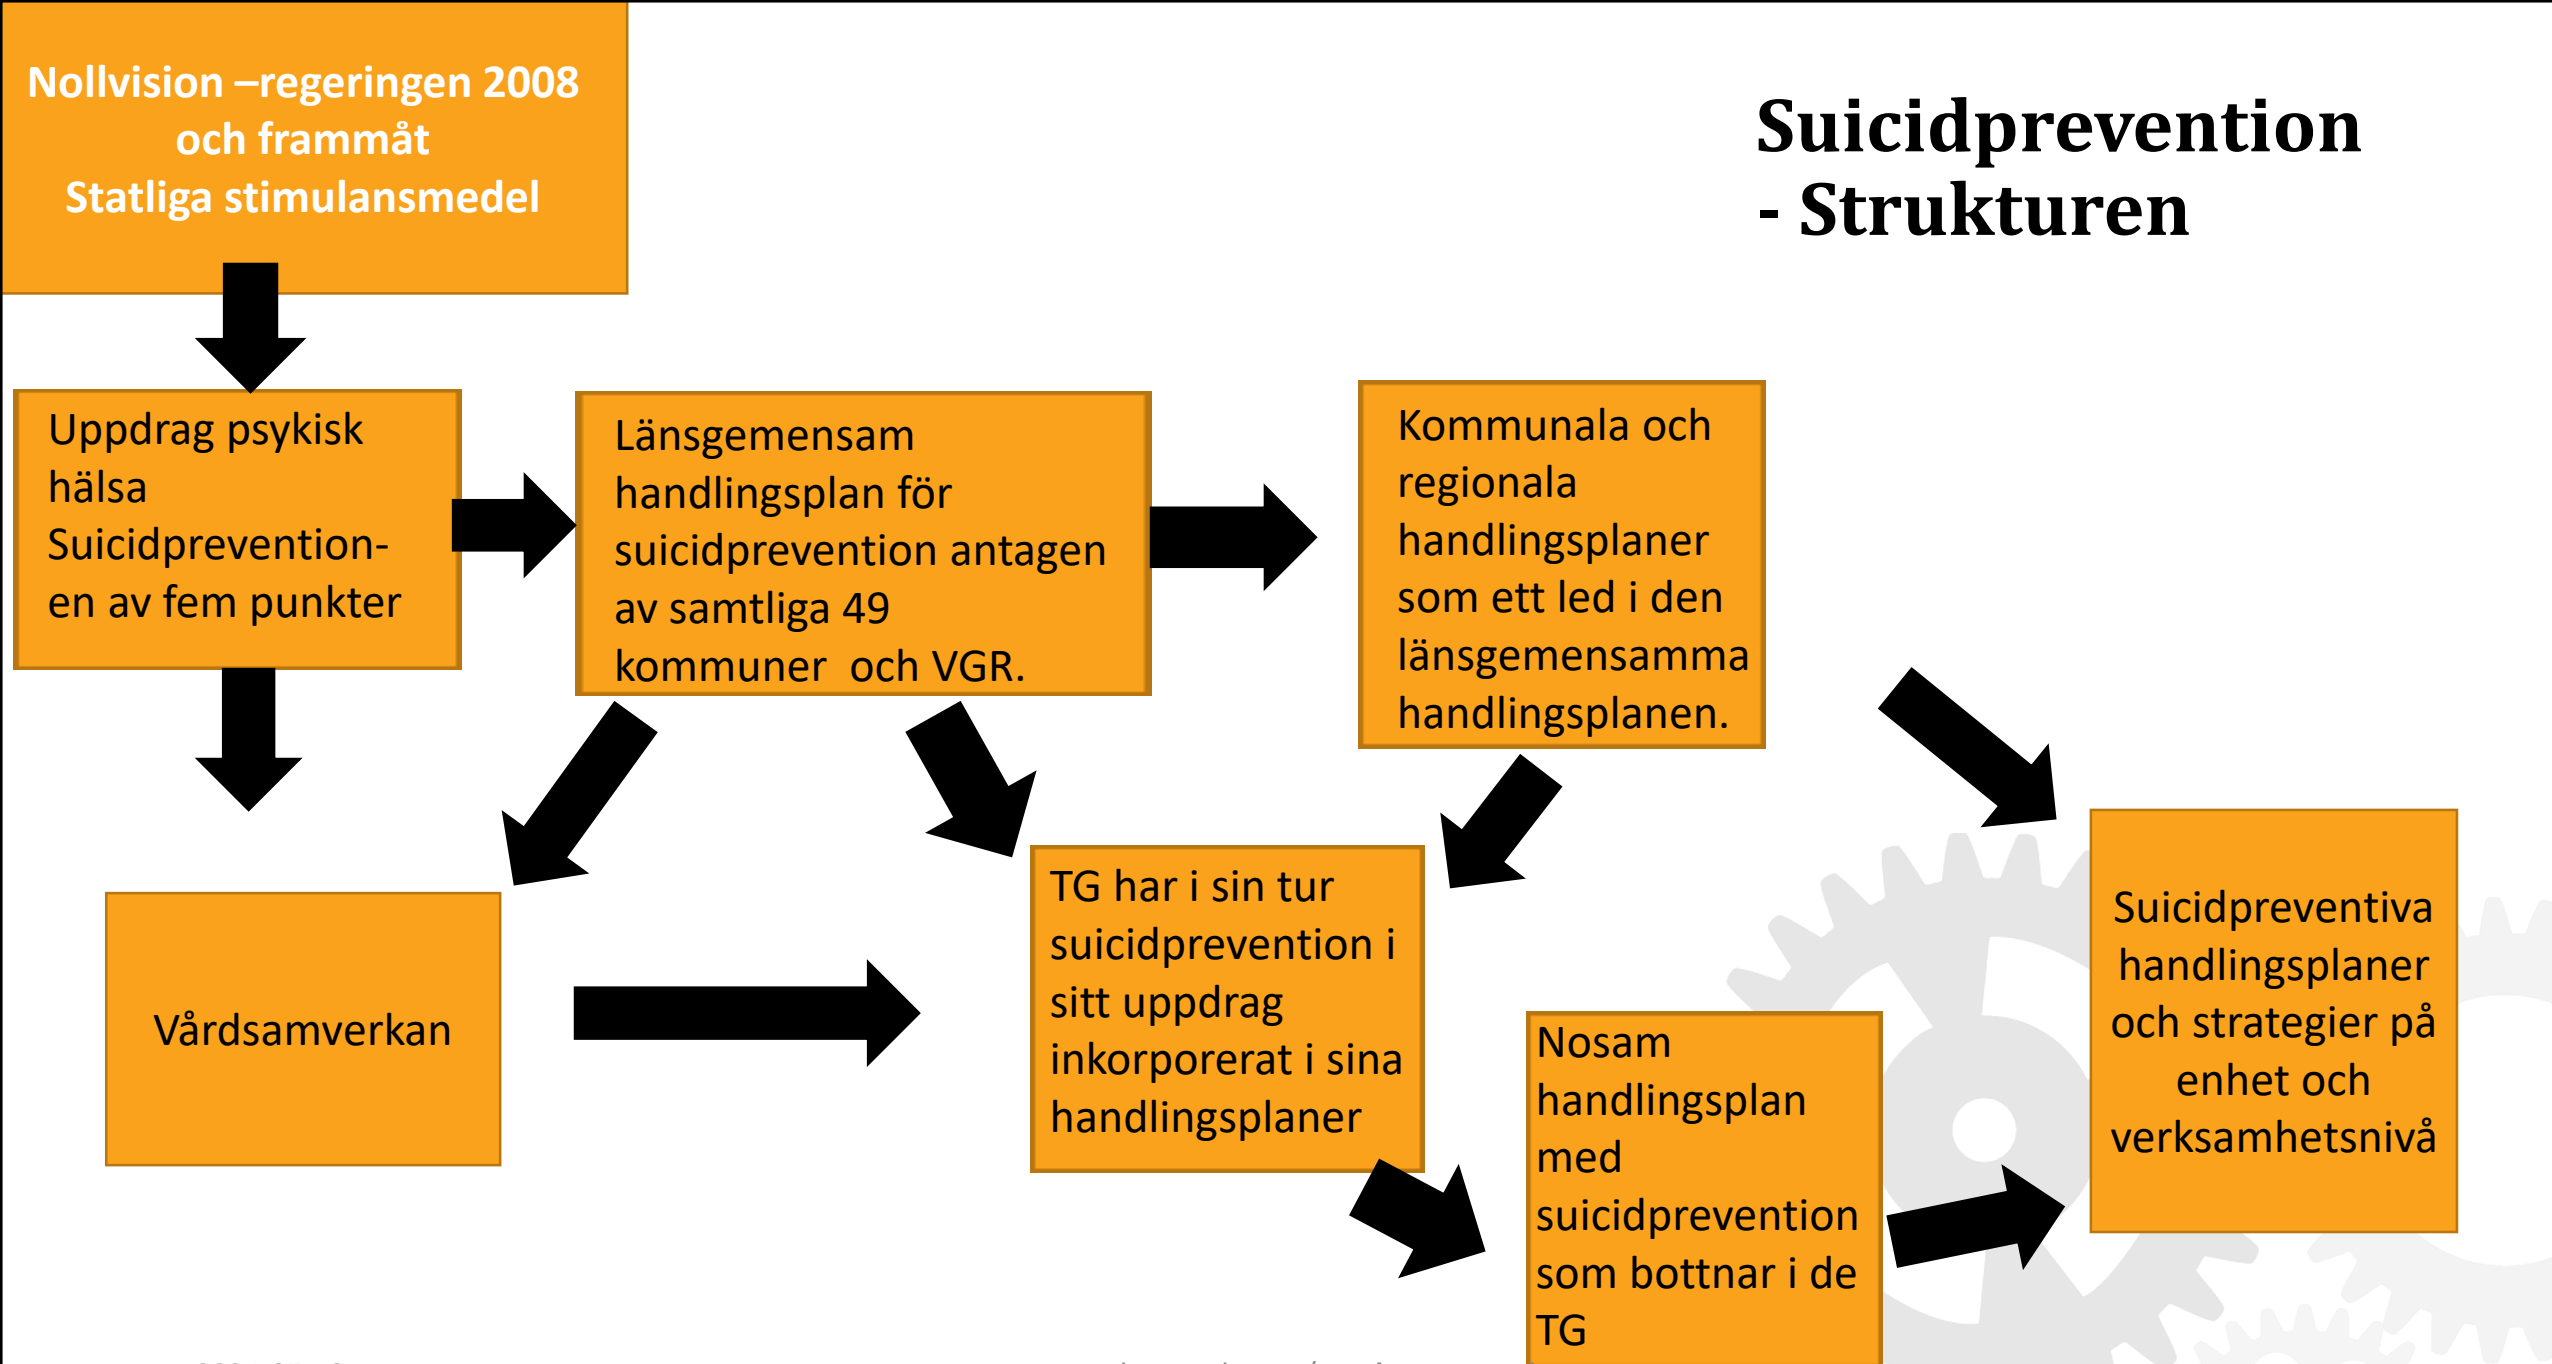 Nollvision –regeringen 2008
och frammåt
Statliga stimulansmedel
Suicidprevention
- Strukturen
Uppdrag psykisk
hälsa
Suicidprevention-
en av fem punkter
Länsgemensam
handlingsplan för
suicidprevention antagen
av samtliga 49
kommuner och VGR.
Kommunala och
regionala
handlingsplaner
som ett led i den
länsgemensamma
handlingsplanen.
Vårdsamverkan
TG har i sin tur
suicidprevention i
sitt uppdrag
inkorporerat i sina
handlingsplaner
Nosam
handlingsplan
med
suicidprevention
som bottnar i de
TG
Suicidpreventiva
handlingsplaner
och strategier på
enhet och
verksamhetsnivå